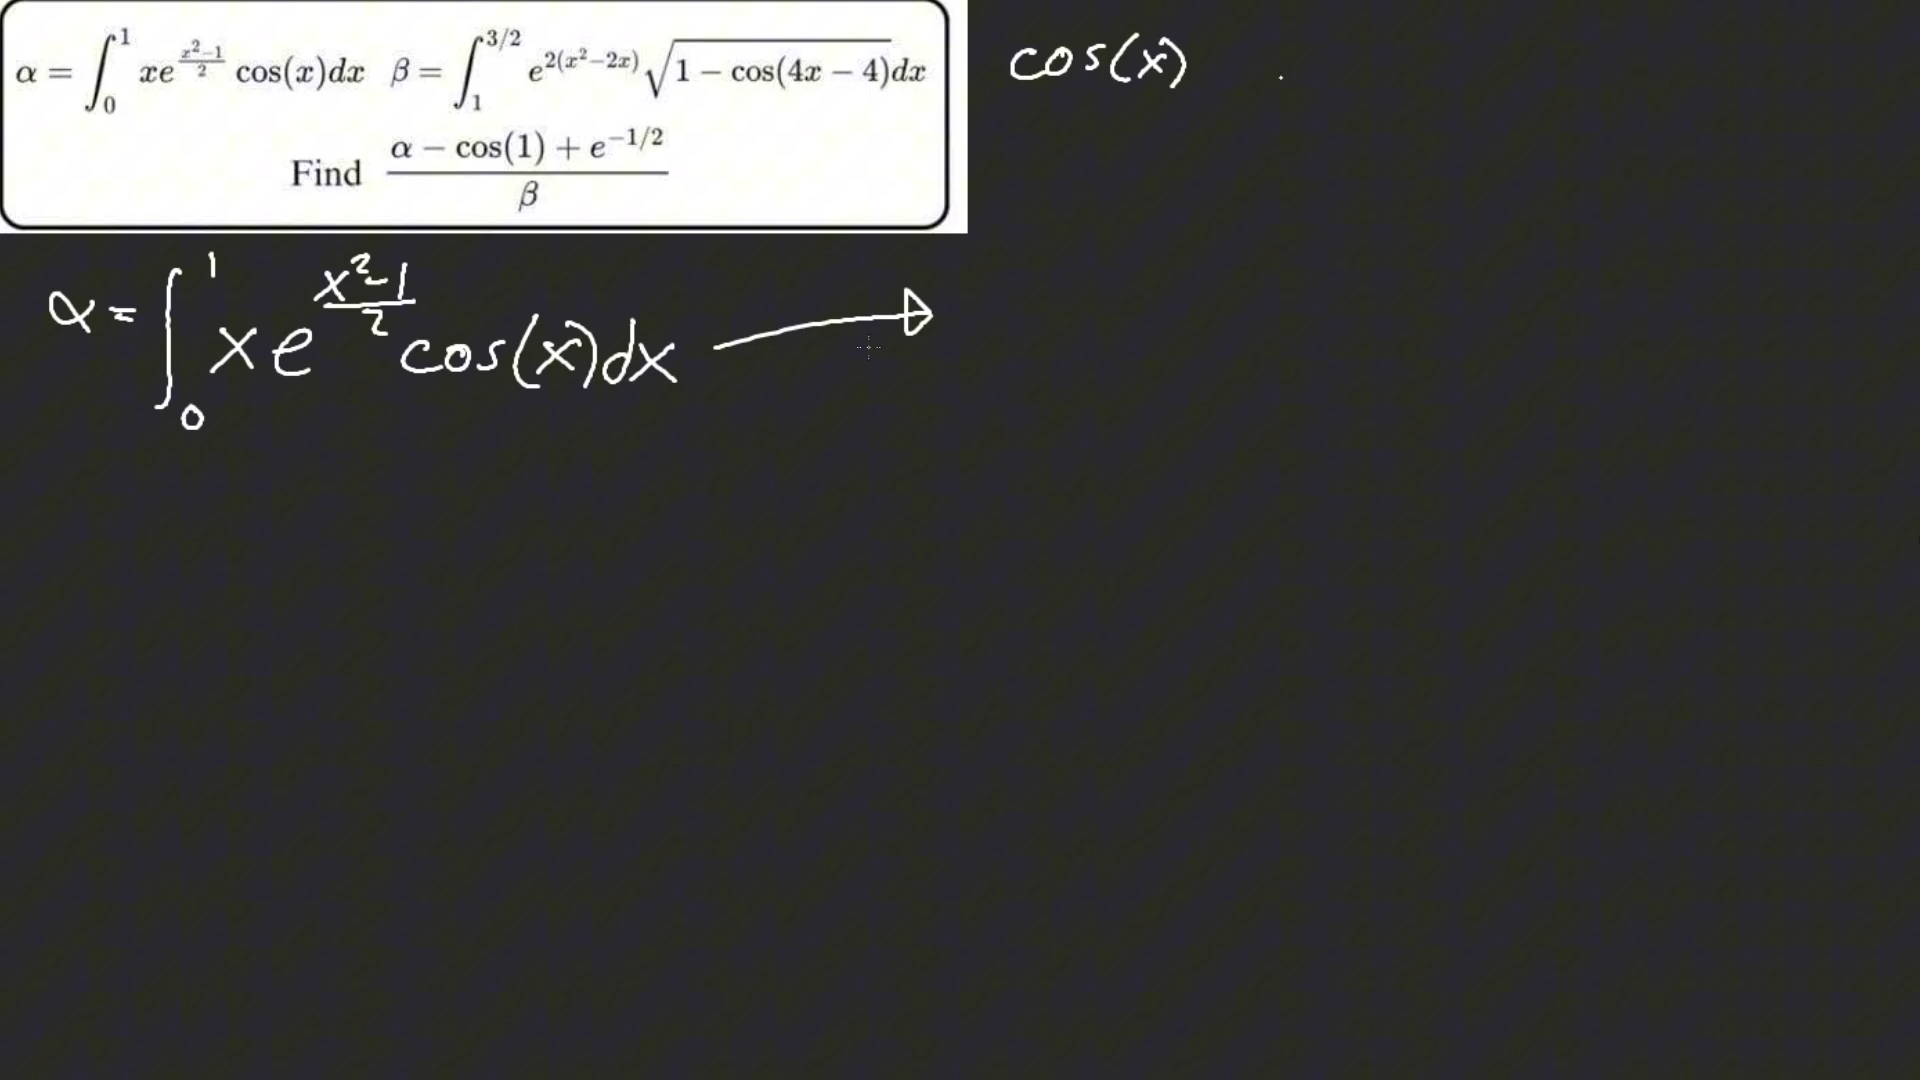 α = ∫₀¹ xe^((x²−1)/2) cos(x)dx β = ∫₁^(3/2) e^(2(x²−2x)) √(1 − cos(4x − 4))dx
Find (α − cos(1) + e^(−1/2))/β
cos(x)
α = ∫₀¹ xe^((x²−1)/2) cos(x)dx